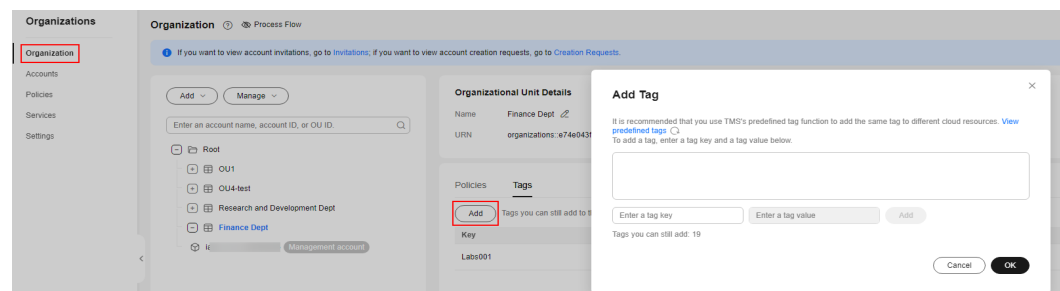 Organizations
Organization
Accounts
Policies
Services
Settings
Organization Process Flow
If you want to view account invitations, go to Invitations; if you want to view account creation requests, go to Creation Requests.
Add
Manage
Enter an account name, account ID, or OU ID.
Root
OU1
OU4-test
Research and Development Dept
Finance Dept
Management account
Organizational Unit Details
Name Finance Dept
URN organizations::e74e043f
Policies Tags
Add Tags you can still add to
Key
Labs001
Add Tag
It is recommended that you use TMS's predefined tag function to add the same tag to different cloud resources. View
predefined tags
To add a tag, enter a tag key and a tag value below.
Enter a tag key Enter a tag value Add
Tags you can still add: 19
Cancel OK